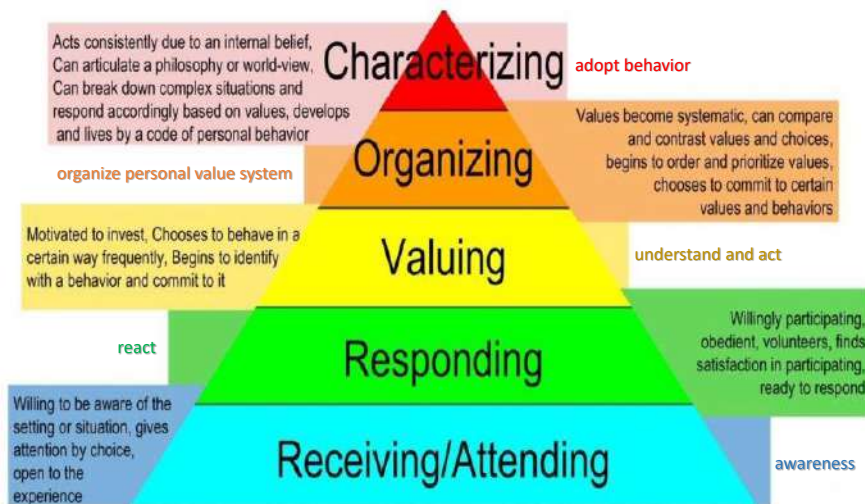 Acts consistently due to an internal belief,
Can articulate a philosophy or world-view,
Can break down complex situations and
respond accordingly based on values, develops
and lives by a code of personal behavior
Characterizing
adopt behavior
organize personal value system
Organizing
Values become systematic, can compare
and contrast values and choices,
begins to order and prioritize values,
chooses to commit to certain
values and behaviors
Motivated to invest, Chooses to behave in a
certain way frequently, Begins to identify
with a behavior and commit to it
Valuing
understand and act
react
Responding
Willingly participating,
obedient, volunteers, finds
satisfaction in participating,
ready to respond
Willing to be aware of the
setting or situation, gives
attention by choice,
open to the
experience
Receiving/Attending
awareness